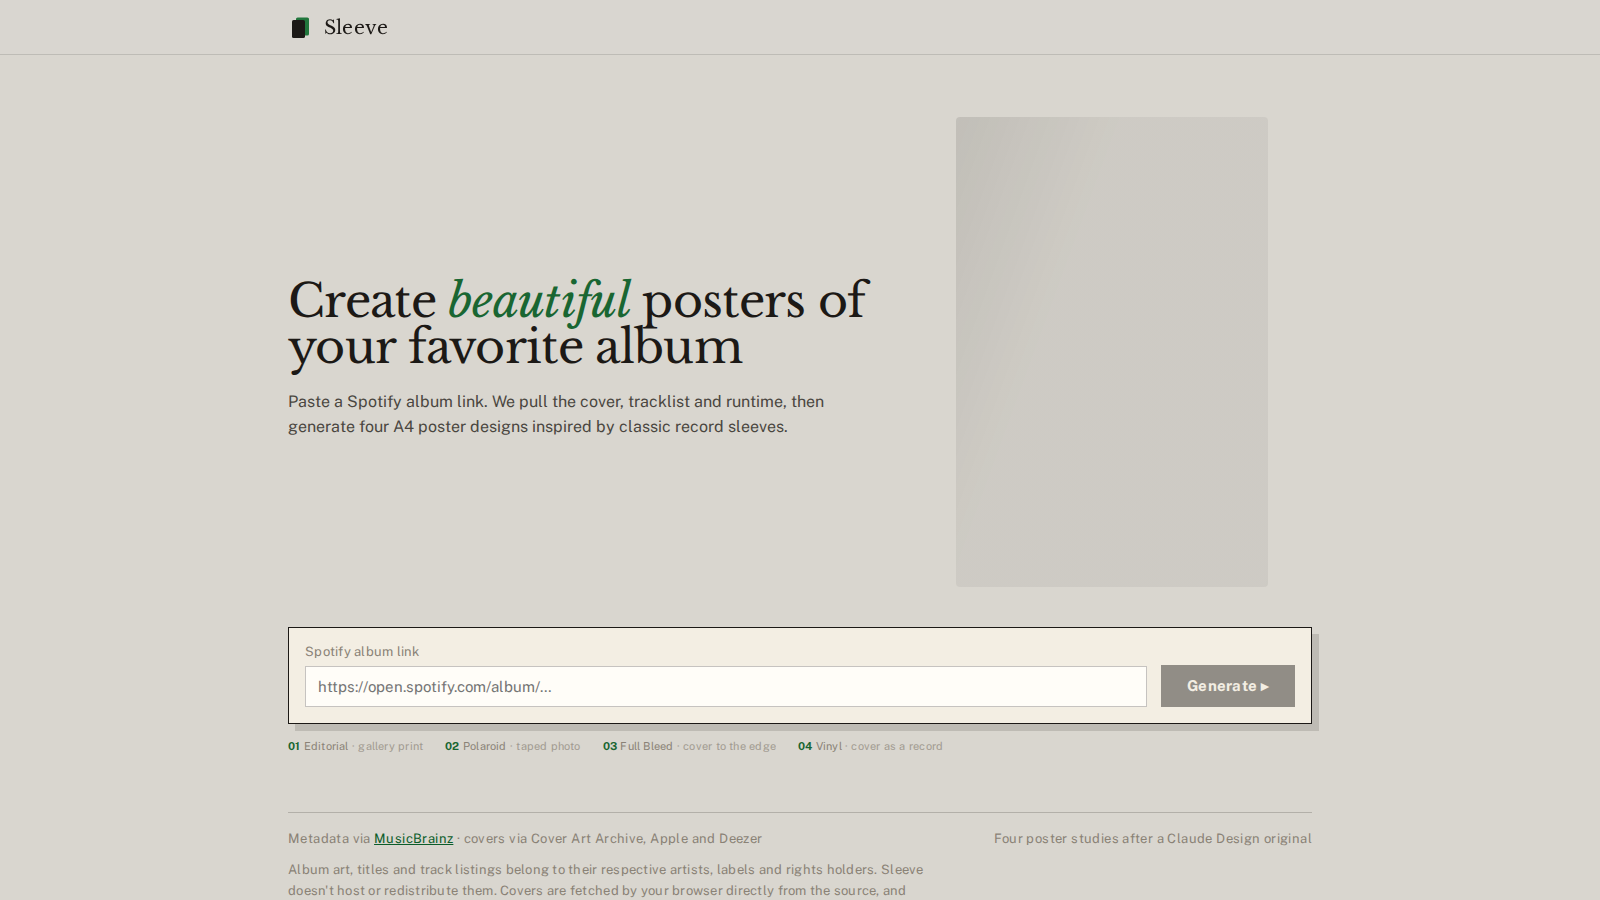 Sleeve
Create beautiful posters of
your favorite album
Paste a Spotify album link. We pull the cover, tracklist and runtime, then
generate four A4 poster designs inspired by classic record sleeves.
Spotify album link
https://open.spotify.com/album/...
Generate ▸
01 Editorial · gallery print 02 Polaroid · taped photo 03 Full Bleed · cover to the edge 04 Vinyl · cover as a record
Metadata via MusicBrainz · covers via Cover Art Archive, Apple and Deezer
Four poster studies after a Claude Design original
Album art, titles and track listings belong to their respective artists, labels and rights holders. Sleeve
doesn't host or redistribute them. Covers are fetched by your browser directly from the source, and